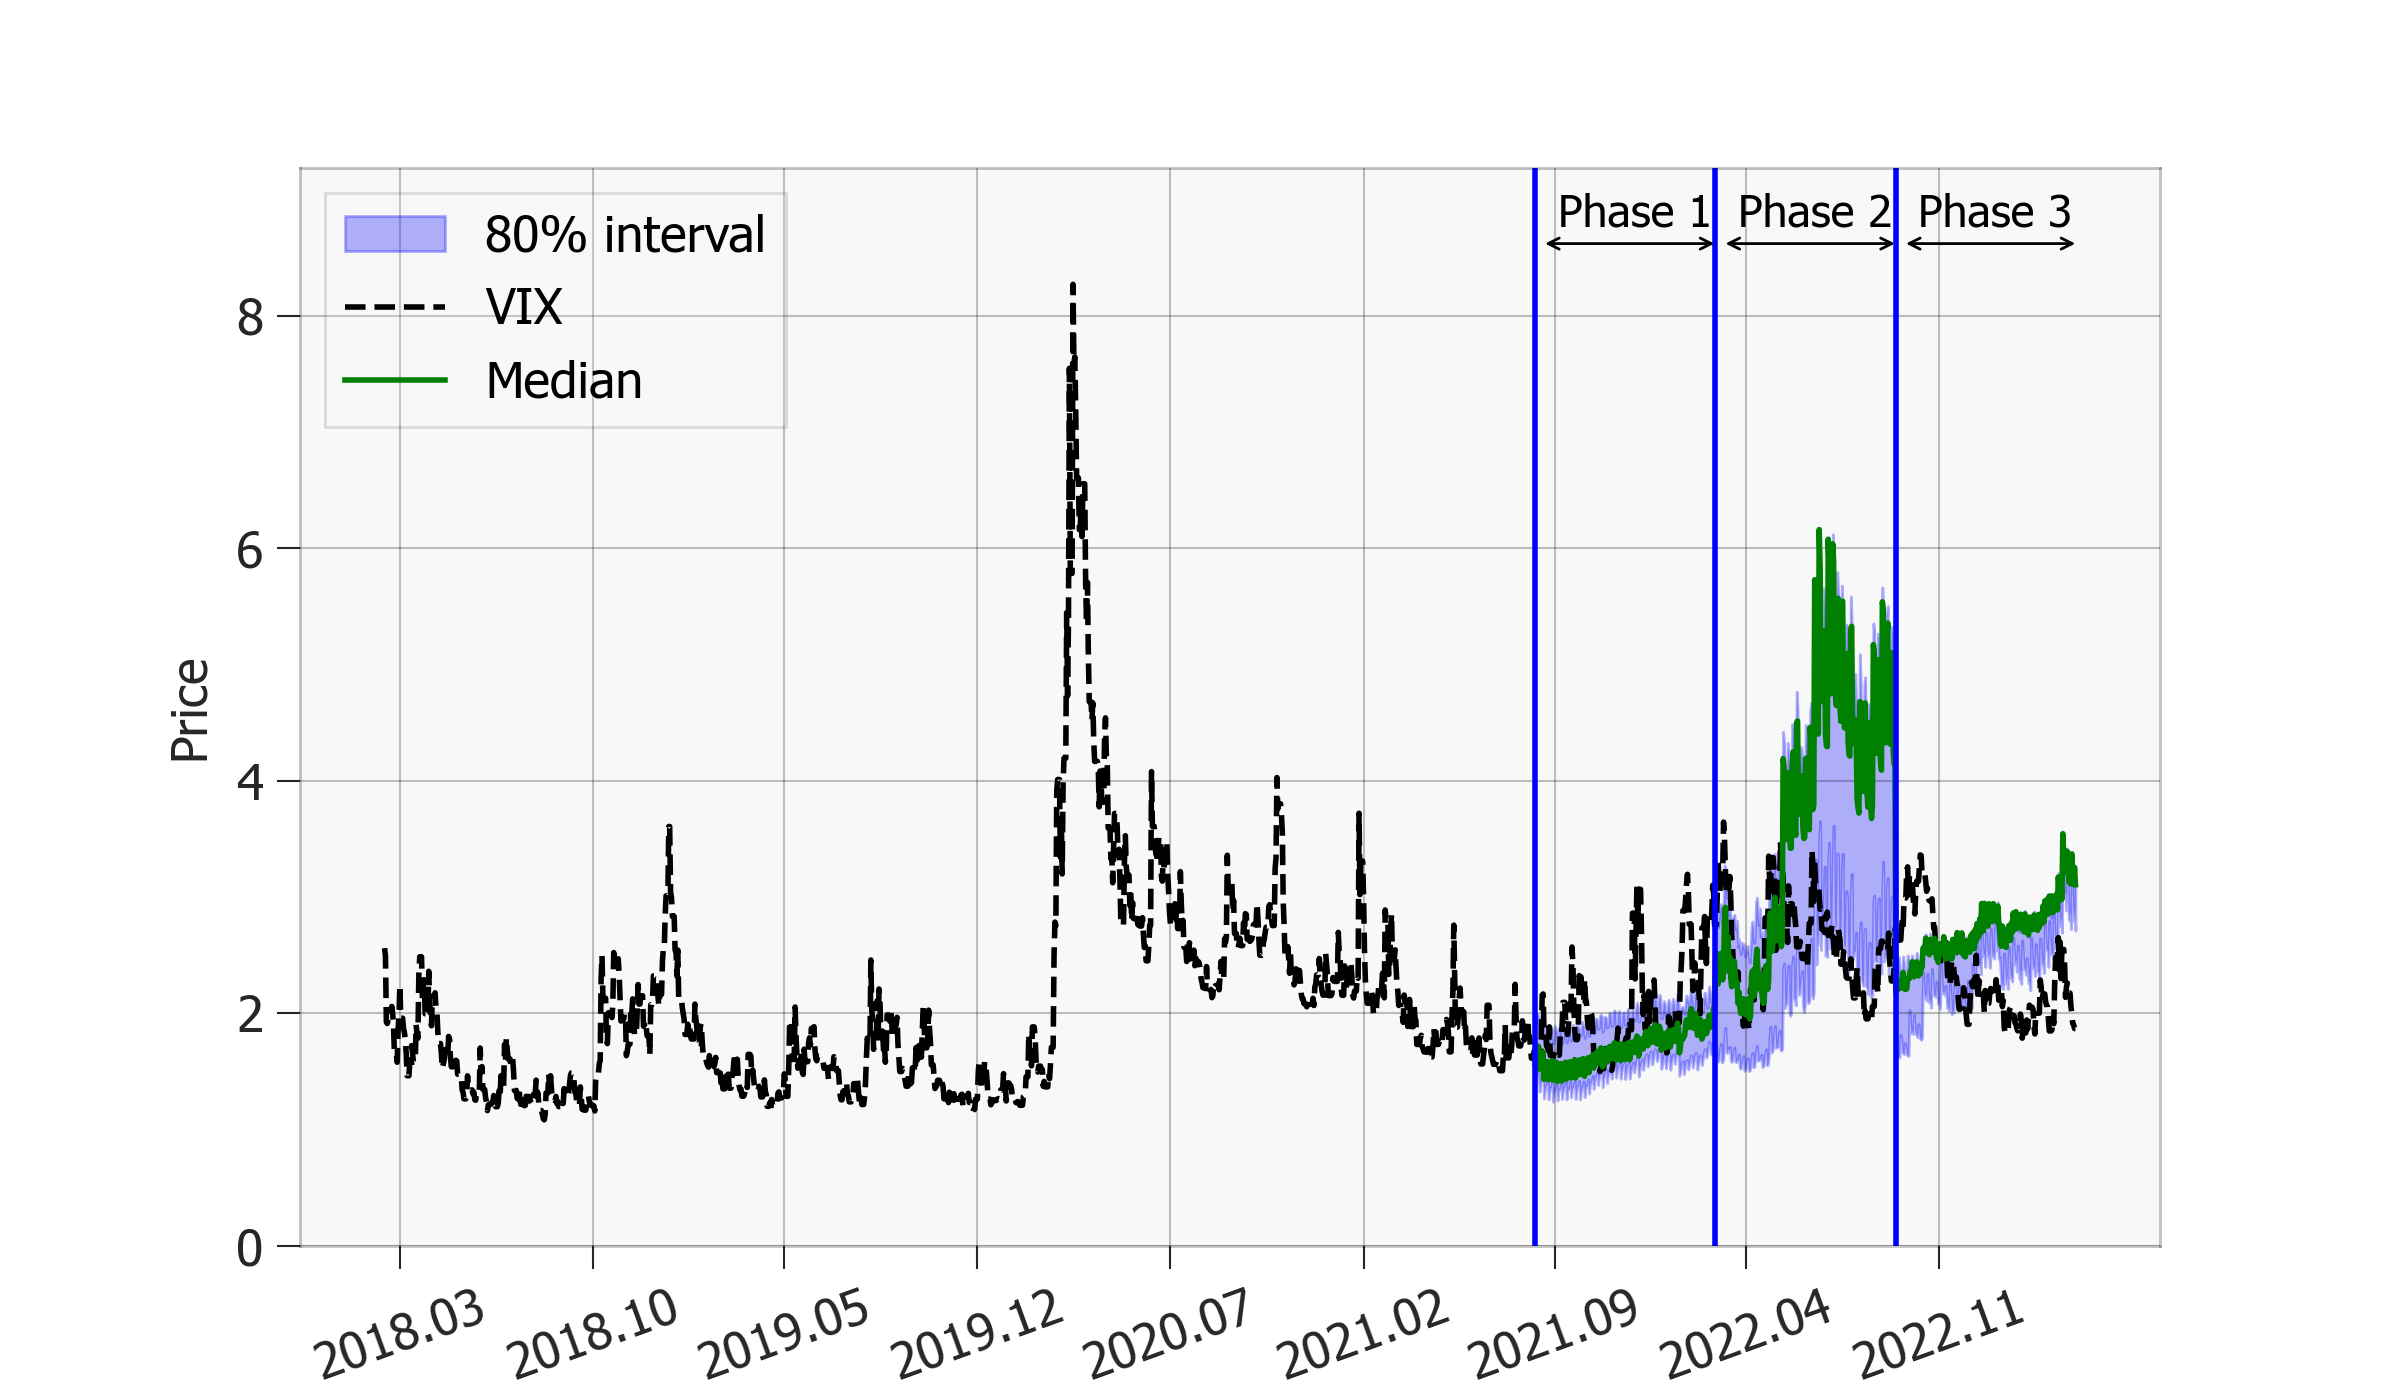 80% interval
VIX
Median
Phase 1
Phase 2
Phase 3
Price
8
6
4
2
0
2018.03
2018.10
2019.05
2019.12
2020.07
2021.02
2021.09
2022.04
2022.11